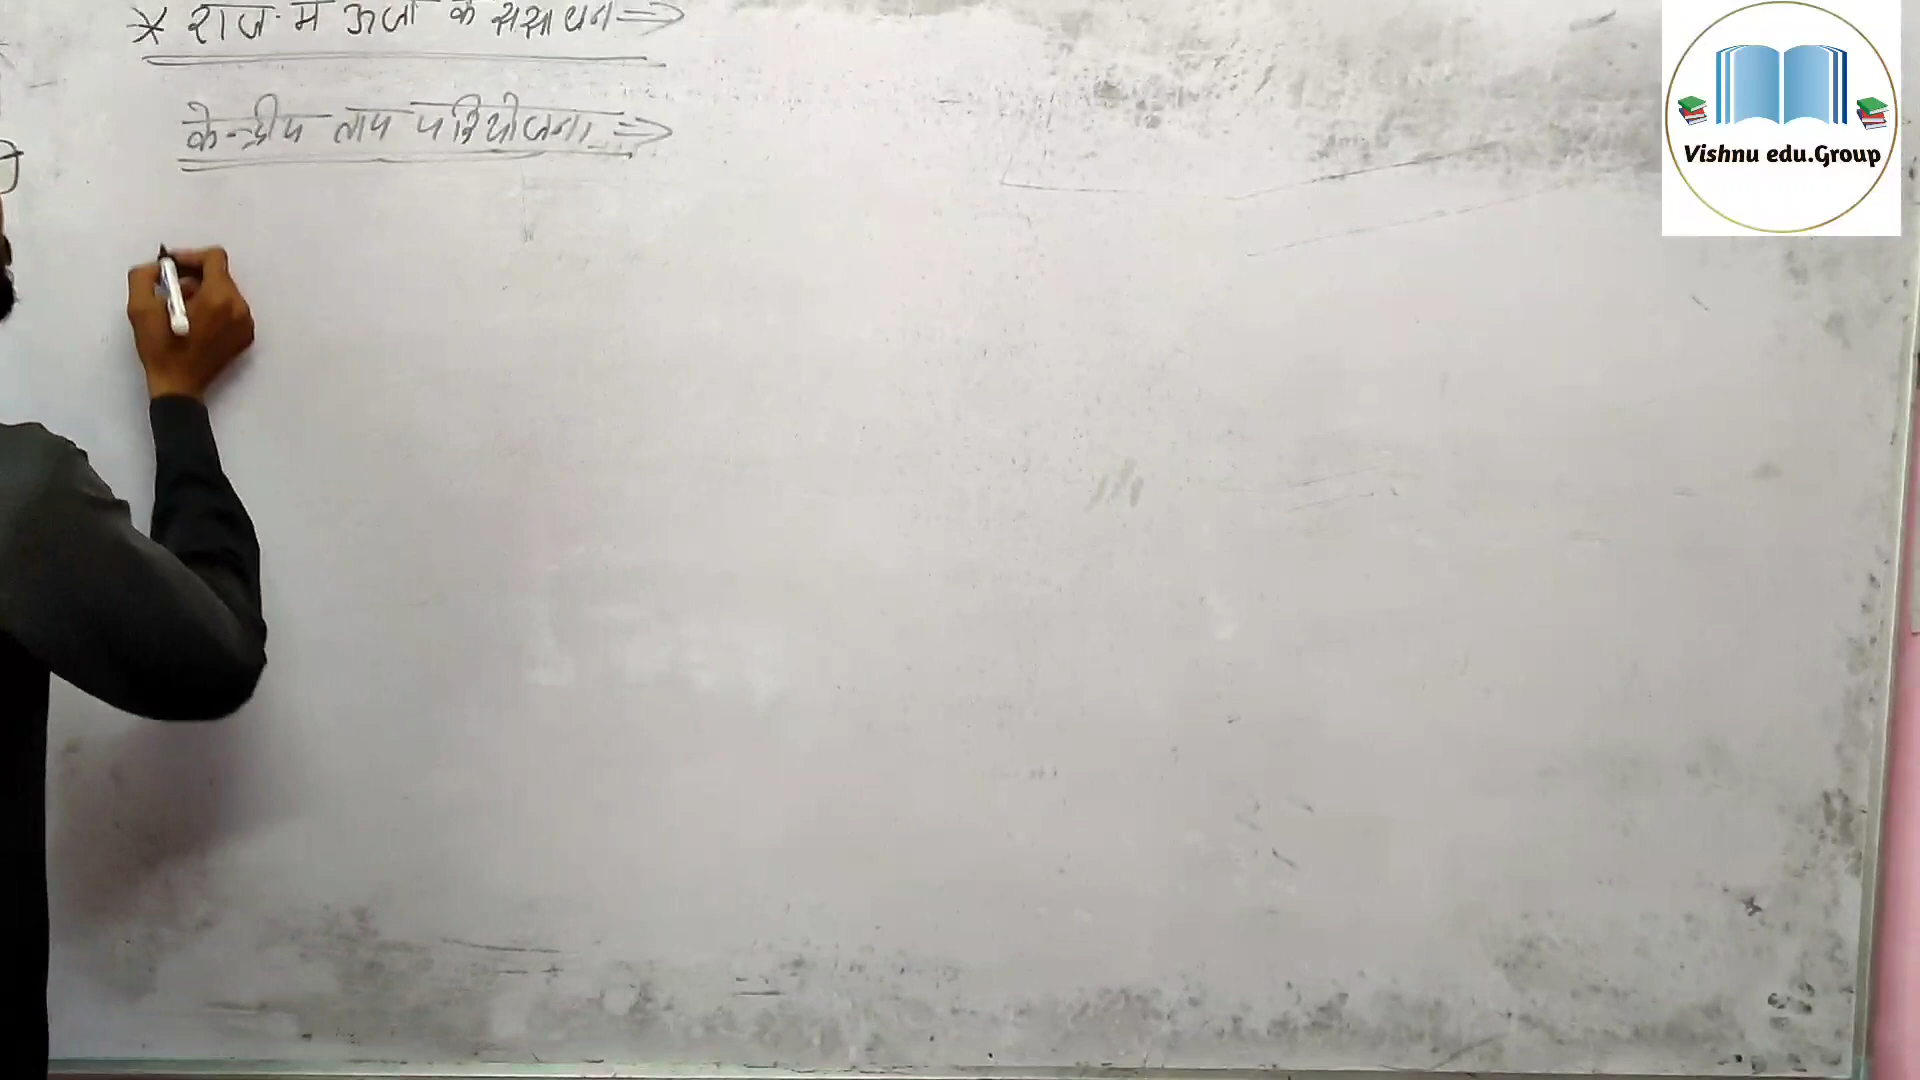 * राज. में ऊर्जा के संसाधन ⇒
केन्द्रीय ताप परियोजना ⇒
Vishnu edu.Group